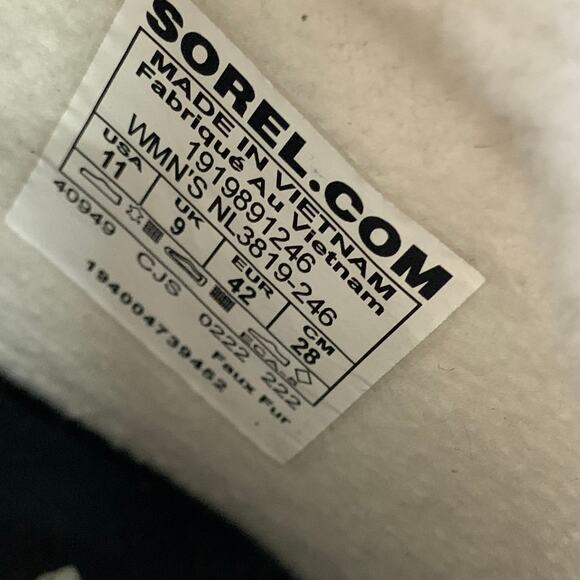 SOREL.COM
MADE IN VIETNAM
Fabriqué Au Vietnam
1919891246
WMN'S NL3819-246
USA UK EUR CM
11 9 42 28
40949 CJS 0222 222
194004739452 Faux Fur